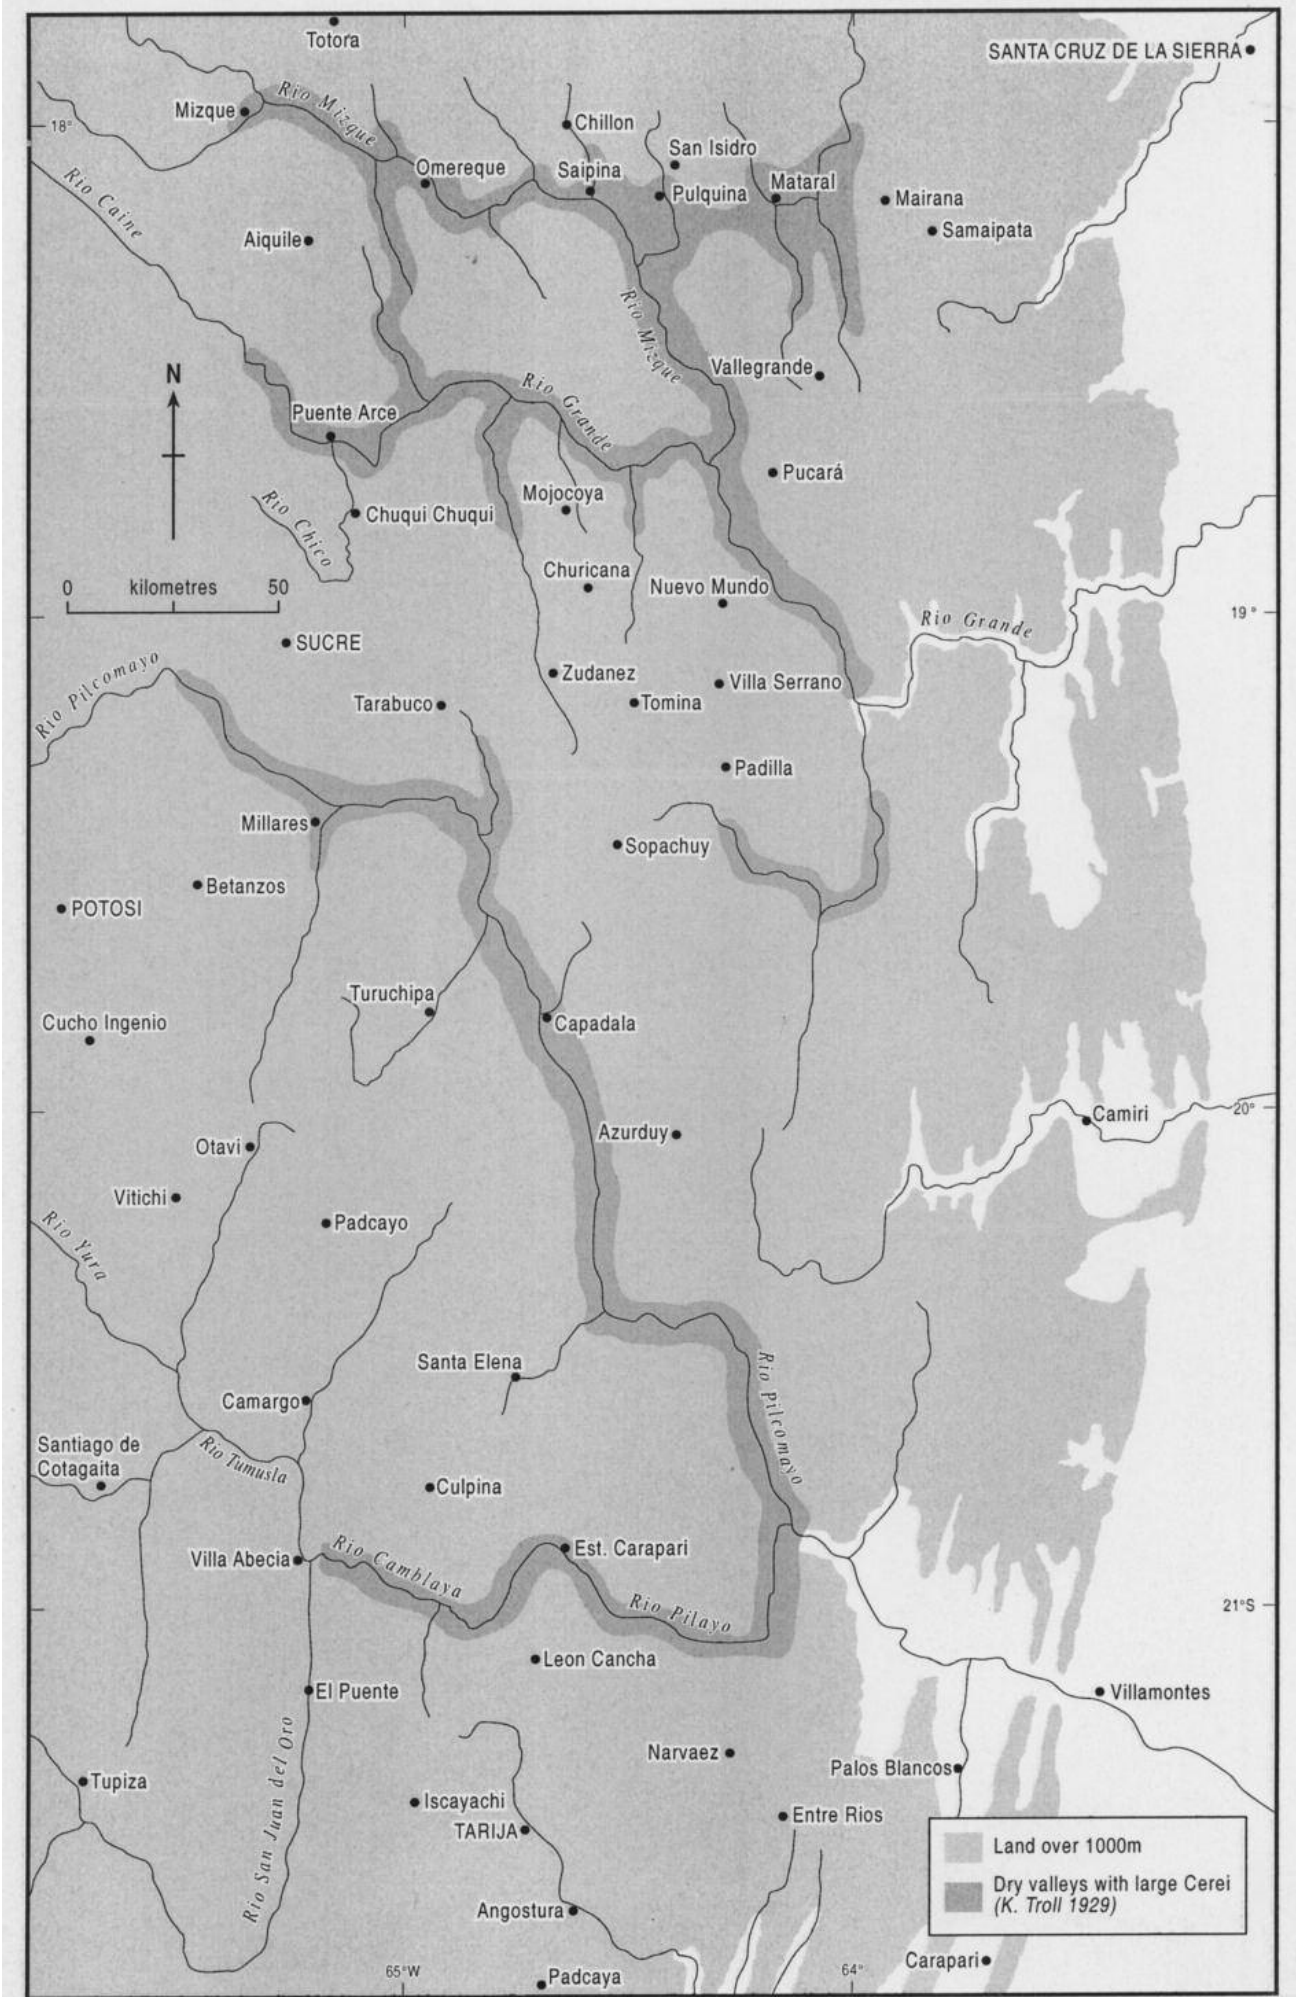 Totora
SANTA CRUZ DE LA SIERRA
Rio Mizque
Mizque
18°
Chillon
San Isidro
Omereque
Saipina
Pulquina
Mataral
Mairana
Samaipata
Rio Caine
Aiquile
Rio Mizque
Vallegrande
N
Rio Grande
Puente Arce
Pucará
Mojocoya
Rio Chico
Chuqui Chuqui
Churicana
Nuevo Mundo
0 kilometres 50
Rio Grande
19°
SUCRE
Rio Pilcomayo
Zudanez
Villa Serrano
Tarabuco
Tomina
Padilla
Millares
Sopachuy
Betanzos
POTOSI
Turuchipa
Cucho Ingenio
Capadala
20°
Camiri
Azurduy
Otavi
Vitichi
Padcayo
Rio Yura
Santa Elena
Rio Pilcomayo
Camargo
Santiago de
Cotagaita
Rio Tumusla
Culpina
Villa Abecia
Rio Camblaya
Est. Carapari
Rio Pilayo
21°S
Leon Cancha
El Puente
Villamontes
Rio San Juan del Oro
Narvaez
Palos Blancos
Tupiza
Iscayachi
TARIJA
Entre Rios
Land over 1000m
Dry valleys with large Cerei
(K. Troll 1929)
Angostura
Carapari
65°W
64°
Padcaya